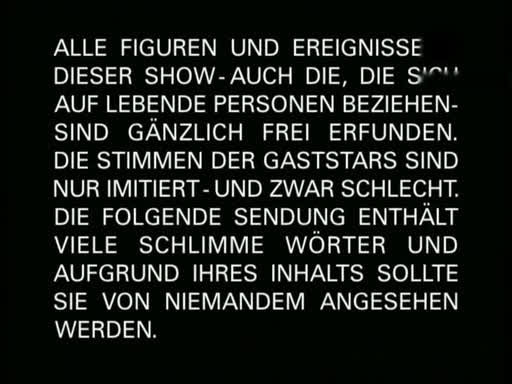 ALLE FIGUREN UND EREIGNISSE
DIESER SHOW - AUCH DIE, DIE SICH
AUF LEBENDE PERSONEN BEZIEHEN-
SIND GÄNZLICH FREI ERFUNDEN.
DIE STIMMEN DER GASTSTARS SIND
NUR IMITIERT - UND ZWAR SCHLECHT.
DIE FOLGENDE SENDUNG ENTHÄLT
VIELE SCHLIMME WÖRTER UND
AUFGRUND IHRES INHALTS SOLLTE
SIE VON NIEMANDEM ANGESEHEN
WERDEN.